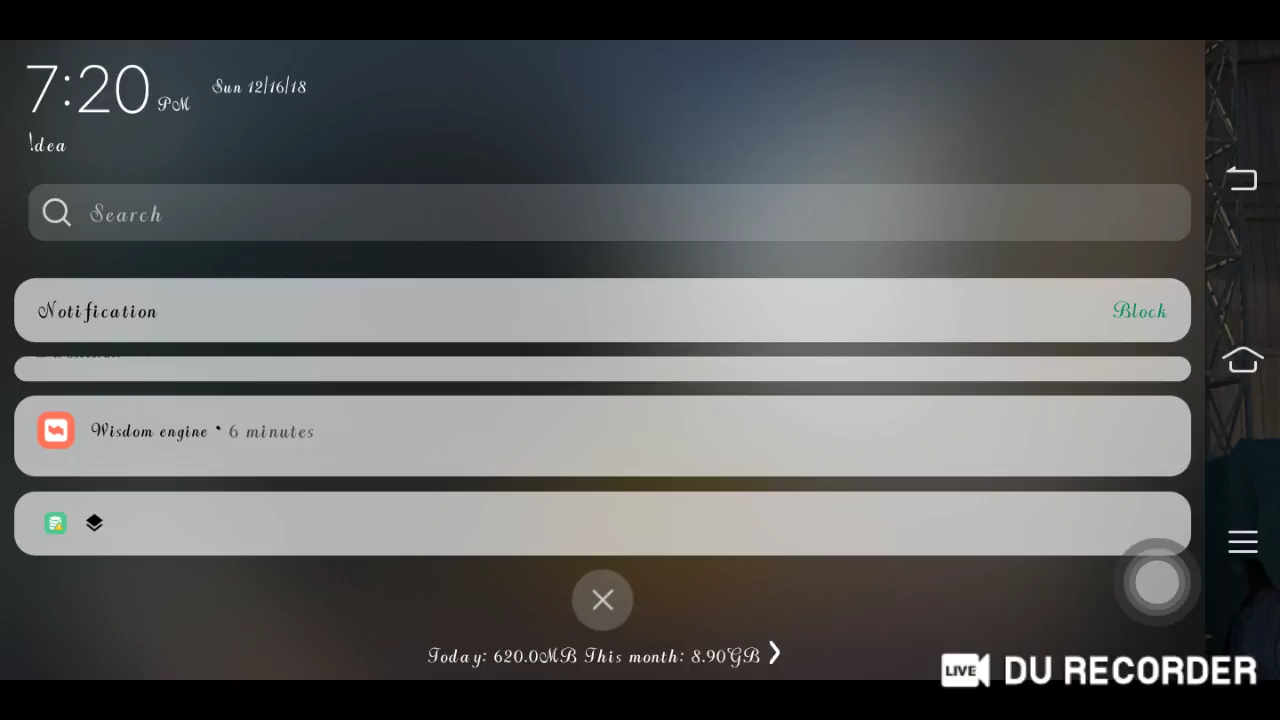 7:20 PM Sun 12/16/18
!dea
Search
Notification Block
Wisdom engine • 6 minutes
Today: 620.0MB This month: 8.90GB
LIVE DU RECORDER